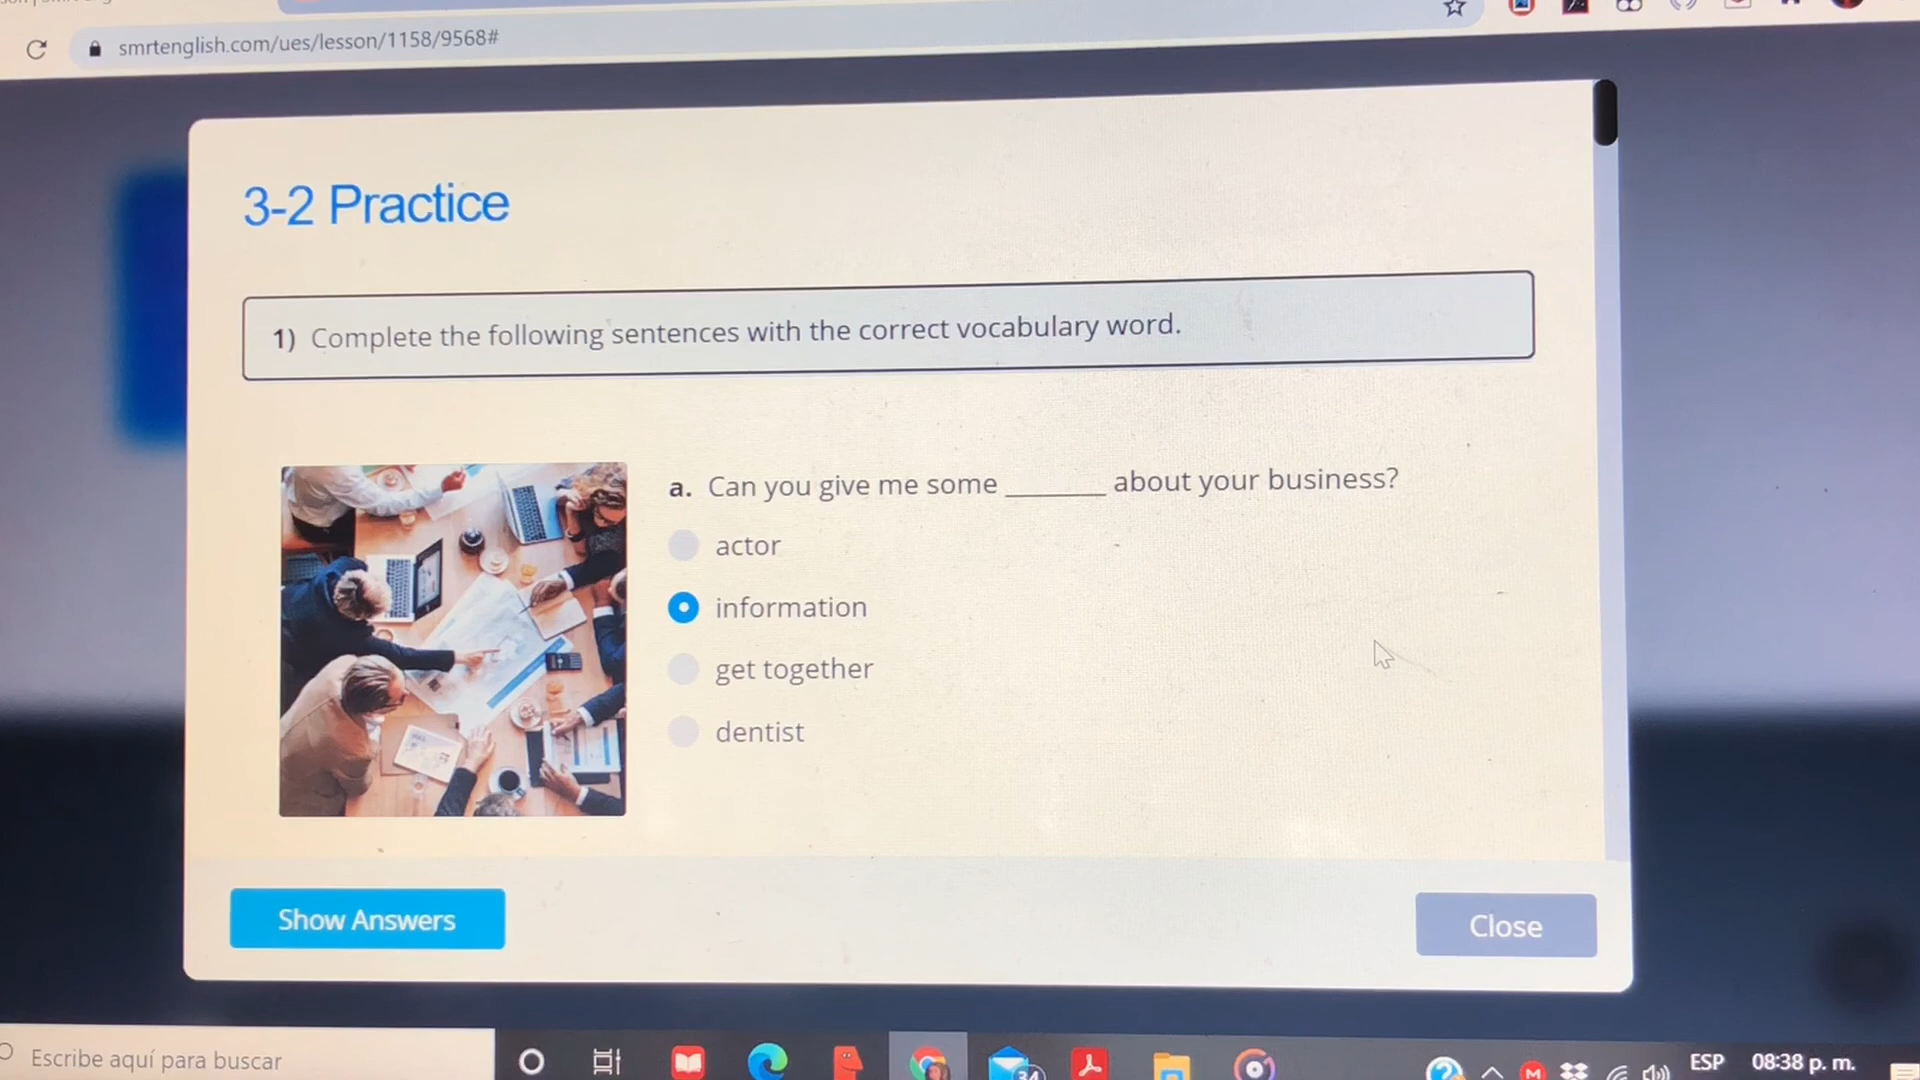 smrtenglish.com/ues/lesson/1158/9568#
3-2 Practice
1) Complete the following sentences with the correct vocabulary word.
a. Can you give me some _______ about your business?
actor
information
get together
dentist
Show Answers
Close
Escribe aquí para buscar
34
ESP
08:38 p. m.